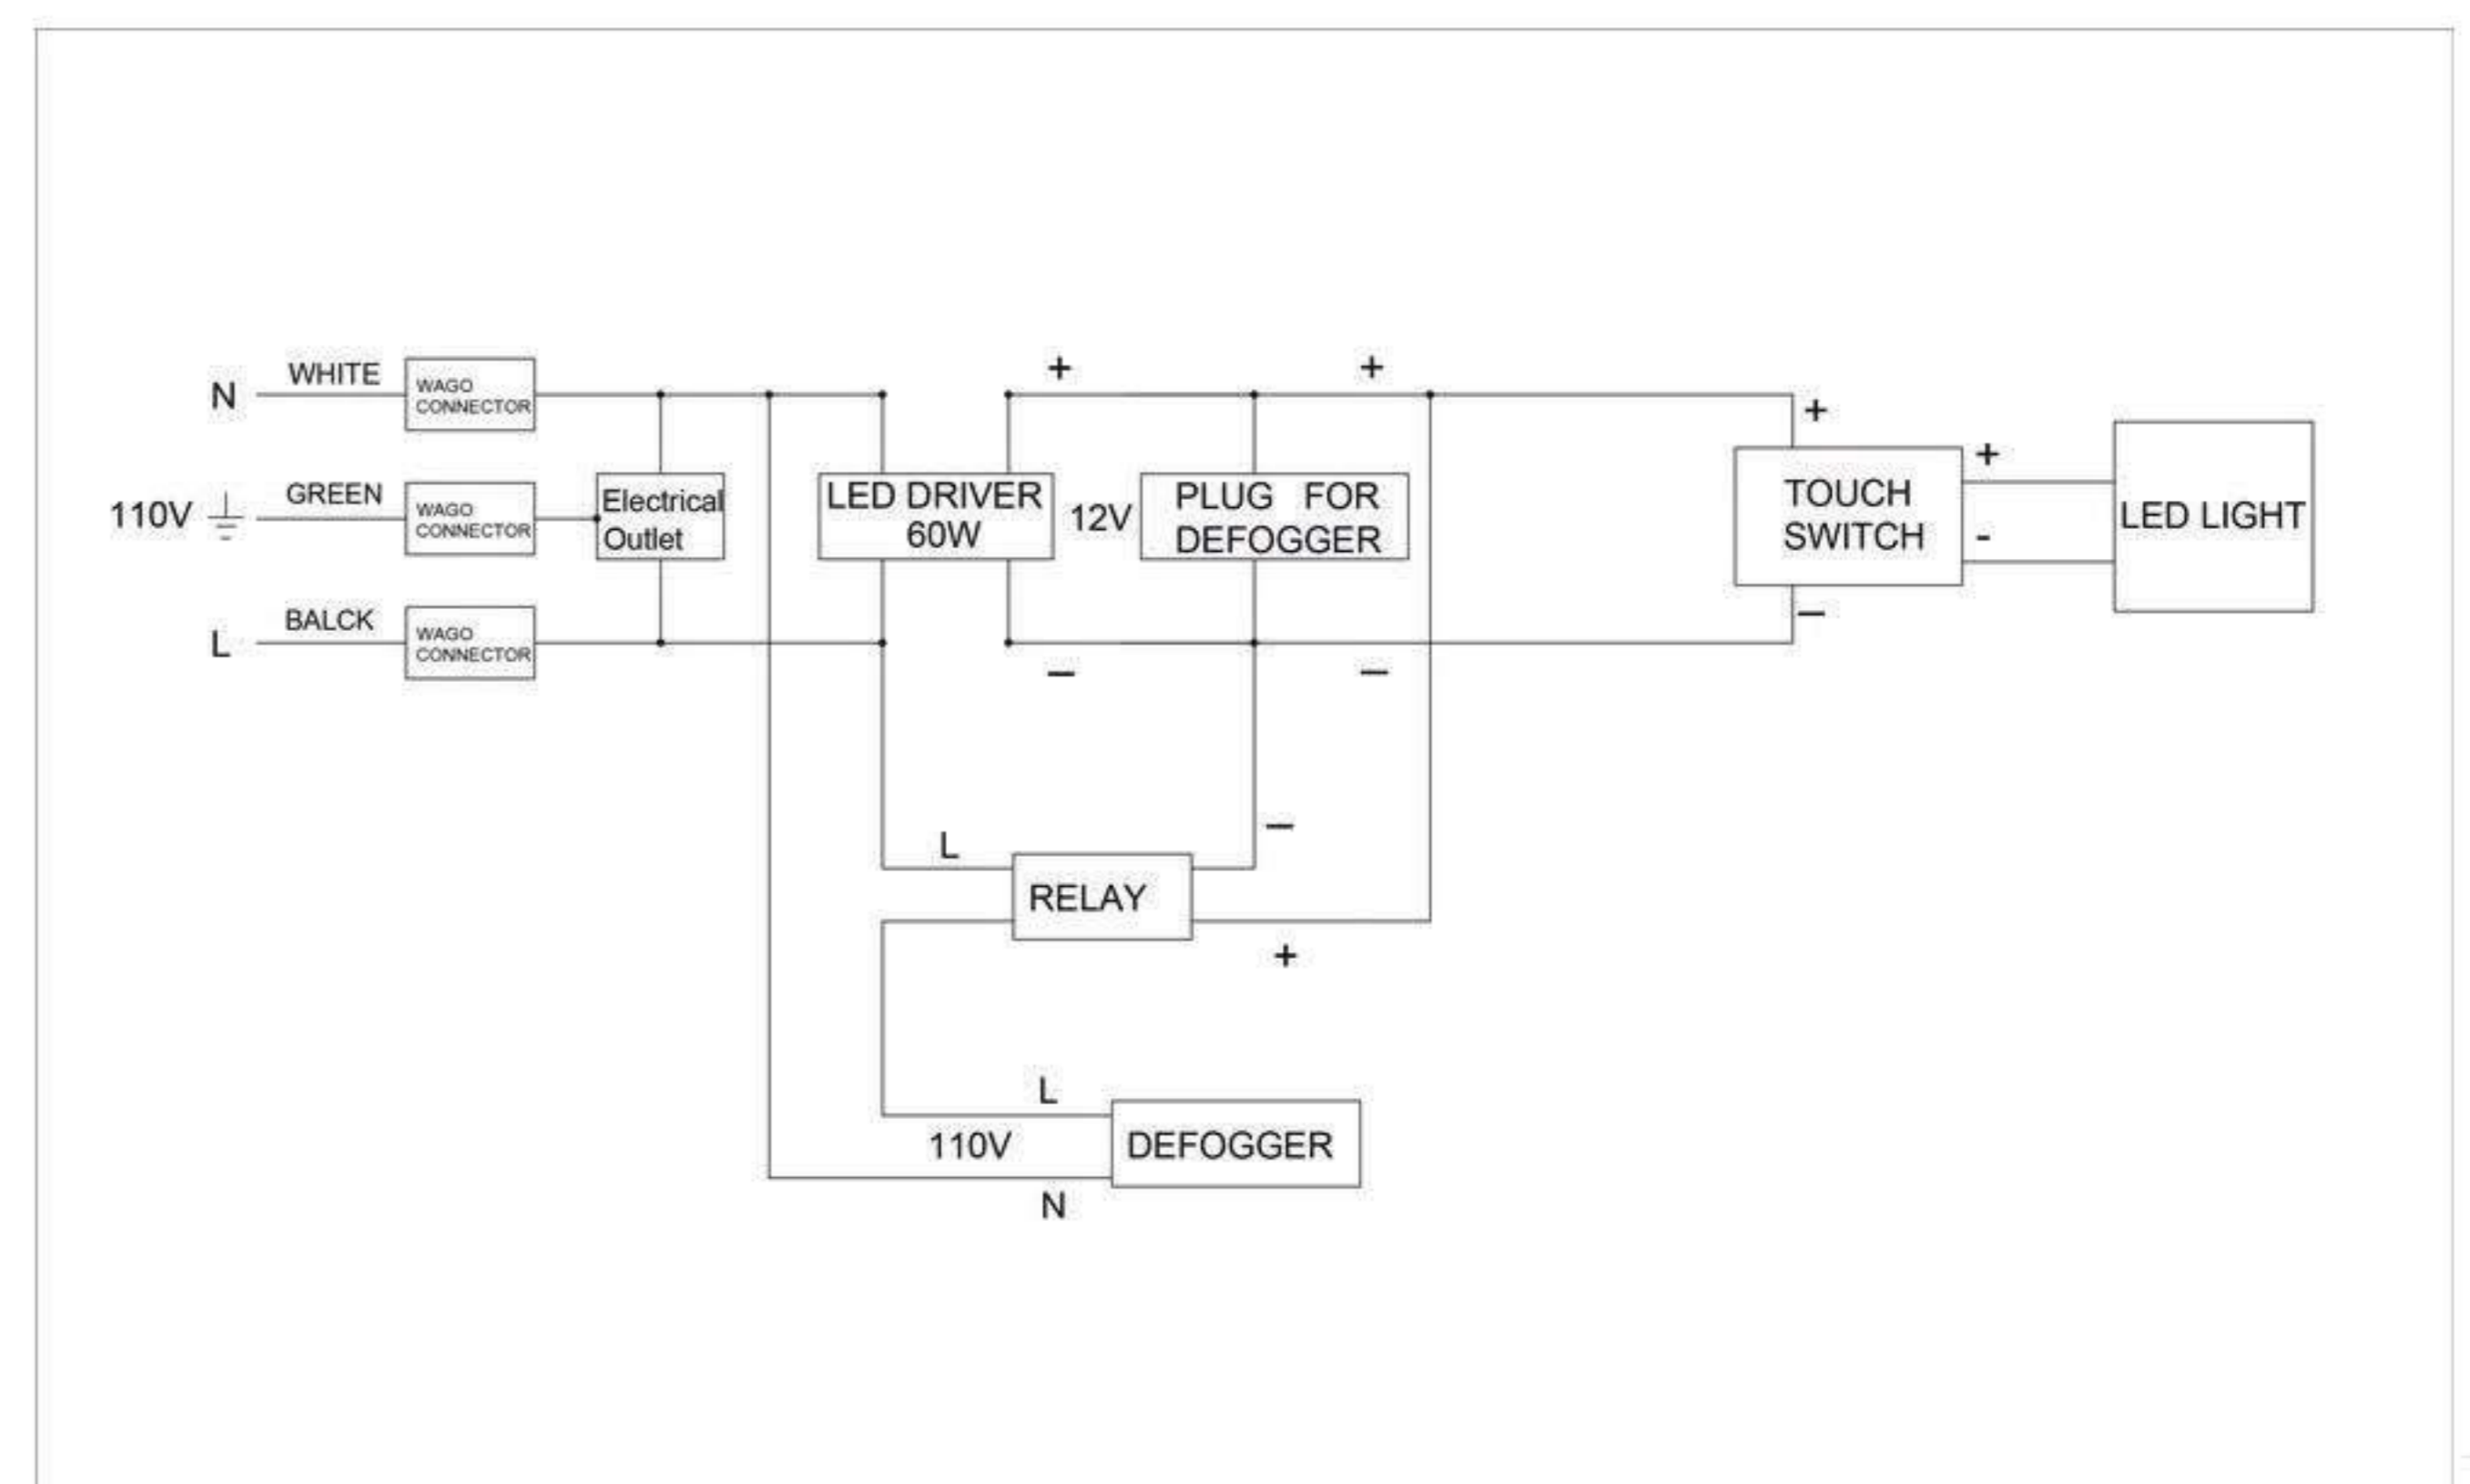 N
WHITE
WAGO
CONNECTOR
+
+
+
110V
GREEN
WAGO
CONNECTOR
Electrical
Outlet
LED DRIVER
60W
12V
PLUG FOR
DEFOGGER
TOUCH
SWITCH
+
-
LED LIGHT
L
BALCK
WAGO
CONNECTOR
–
–
–
L
RELAY
–
+
L
110V
N
DEFOGGER